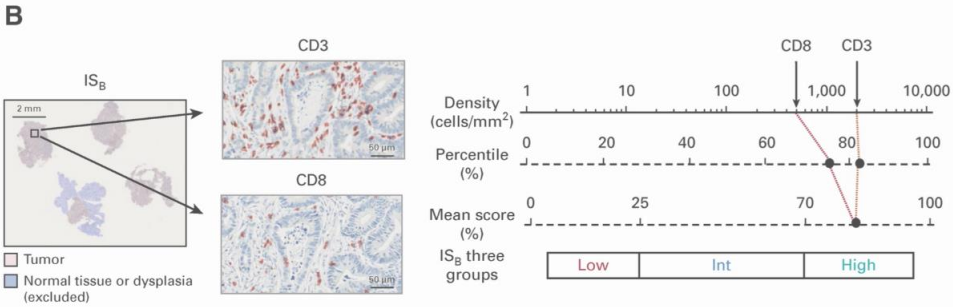 B
IS_B
2 mm
Tumor
Normal tissue or dysplasia
(excluded)
CD3
50 µm
CD8
50 µm
CD8 CD3
Density
(cells/mm²)
1 10 100 1,000 10,000
Percentile
(%)
0 20 40 60 80 100
Mean score
(%)
0 25 70 100
IS_B three
groups
Low Int High